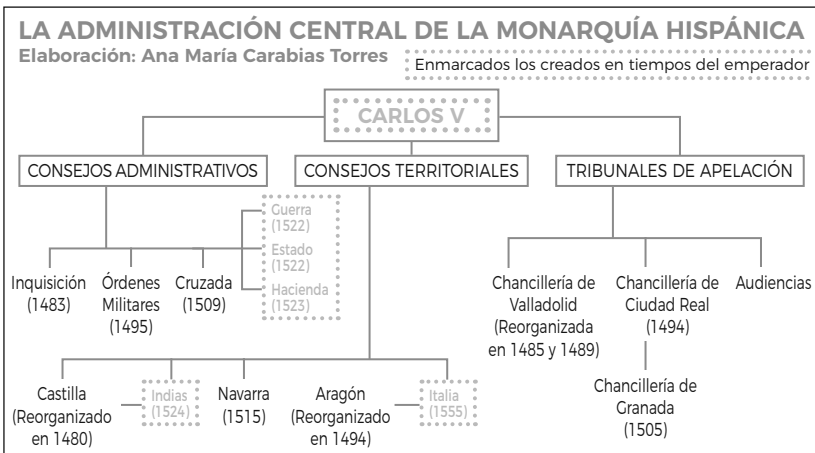 LA ADMINISTRACIÓN CENTRAL DE LA MONARQUÍA HISPÁNICA
Elaboración: Ana María Carabias Torres
Enmarcados los creados en tiempos del emperador
CARLOS V
CONSEJOS ADMINISTRATIVOS
CONSEJOS TERRITORIALES
TRIBUNALES DE APELACIÓN
Guerra
(1522)
Estado
(1522)
Hacienda
(1523)
Inquisición
(1483)
Órdenes
Militares
(1495)
Cruzada
(1509)
Chancillería de
Valladolid
(Reorganizada
en 1485 y 1489)
Chancillería de
Ciudad Real
(1494)
Audiencias
Chancillería de
Granada
(1505)
Castilla
(Reorganizado
en 1480)
Indias
(1524)
Navarra
(1515)
Aragón
(Reorganizado
en 1494)
Italia
(1555)